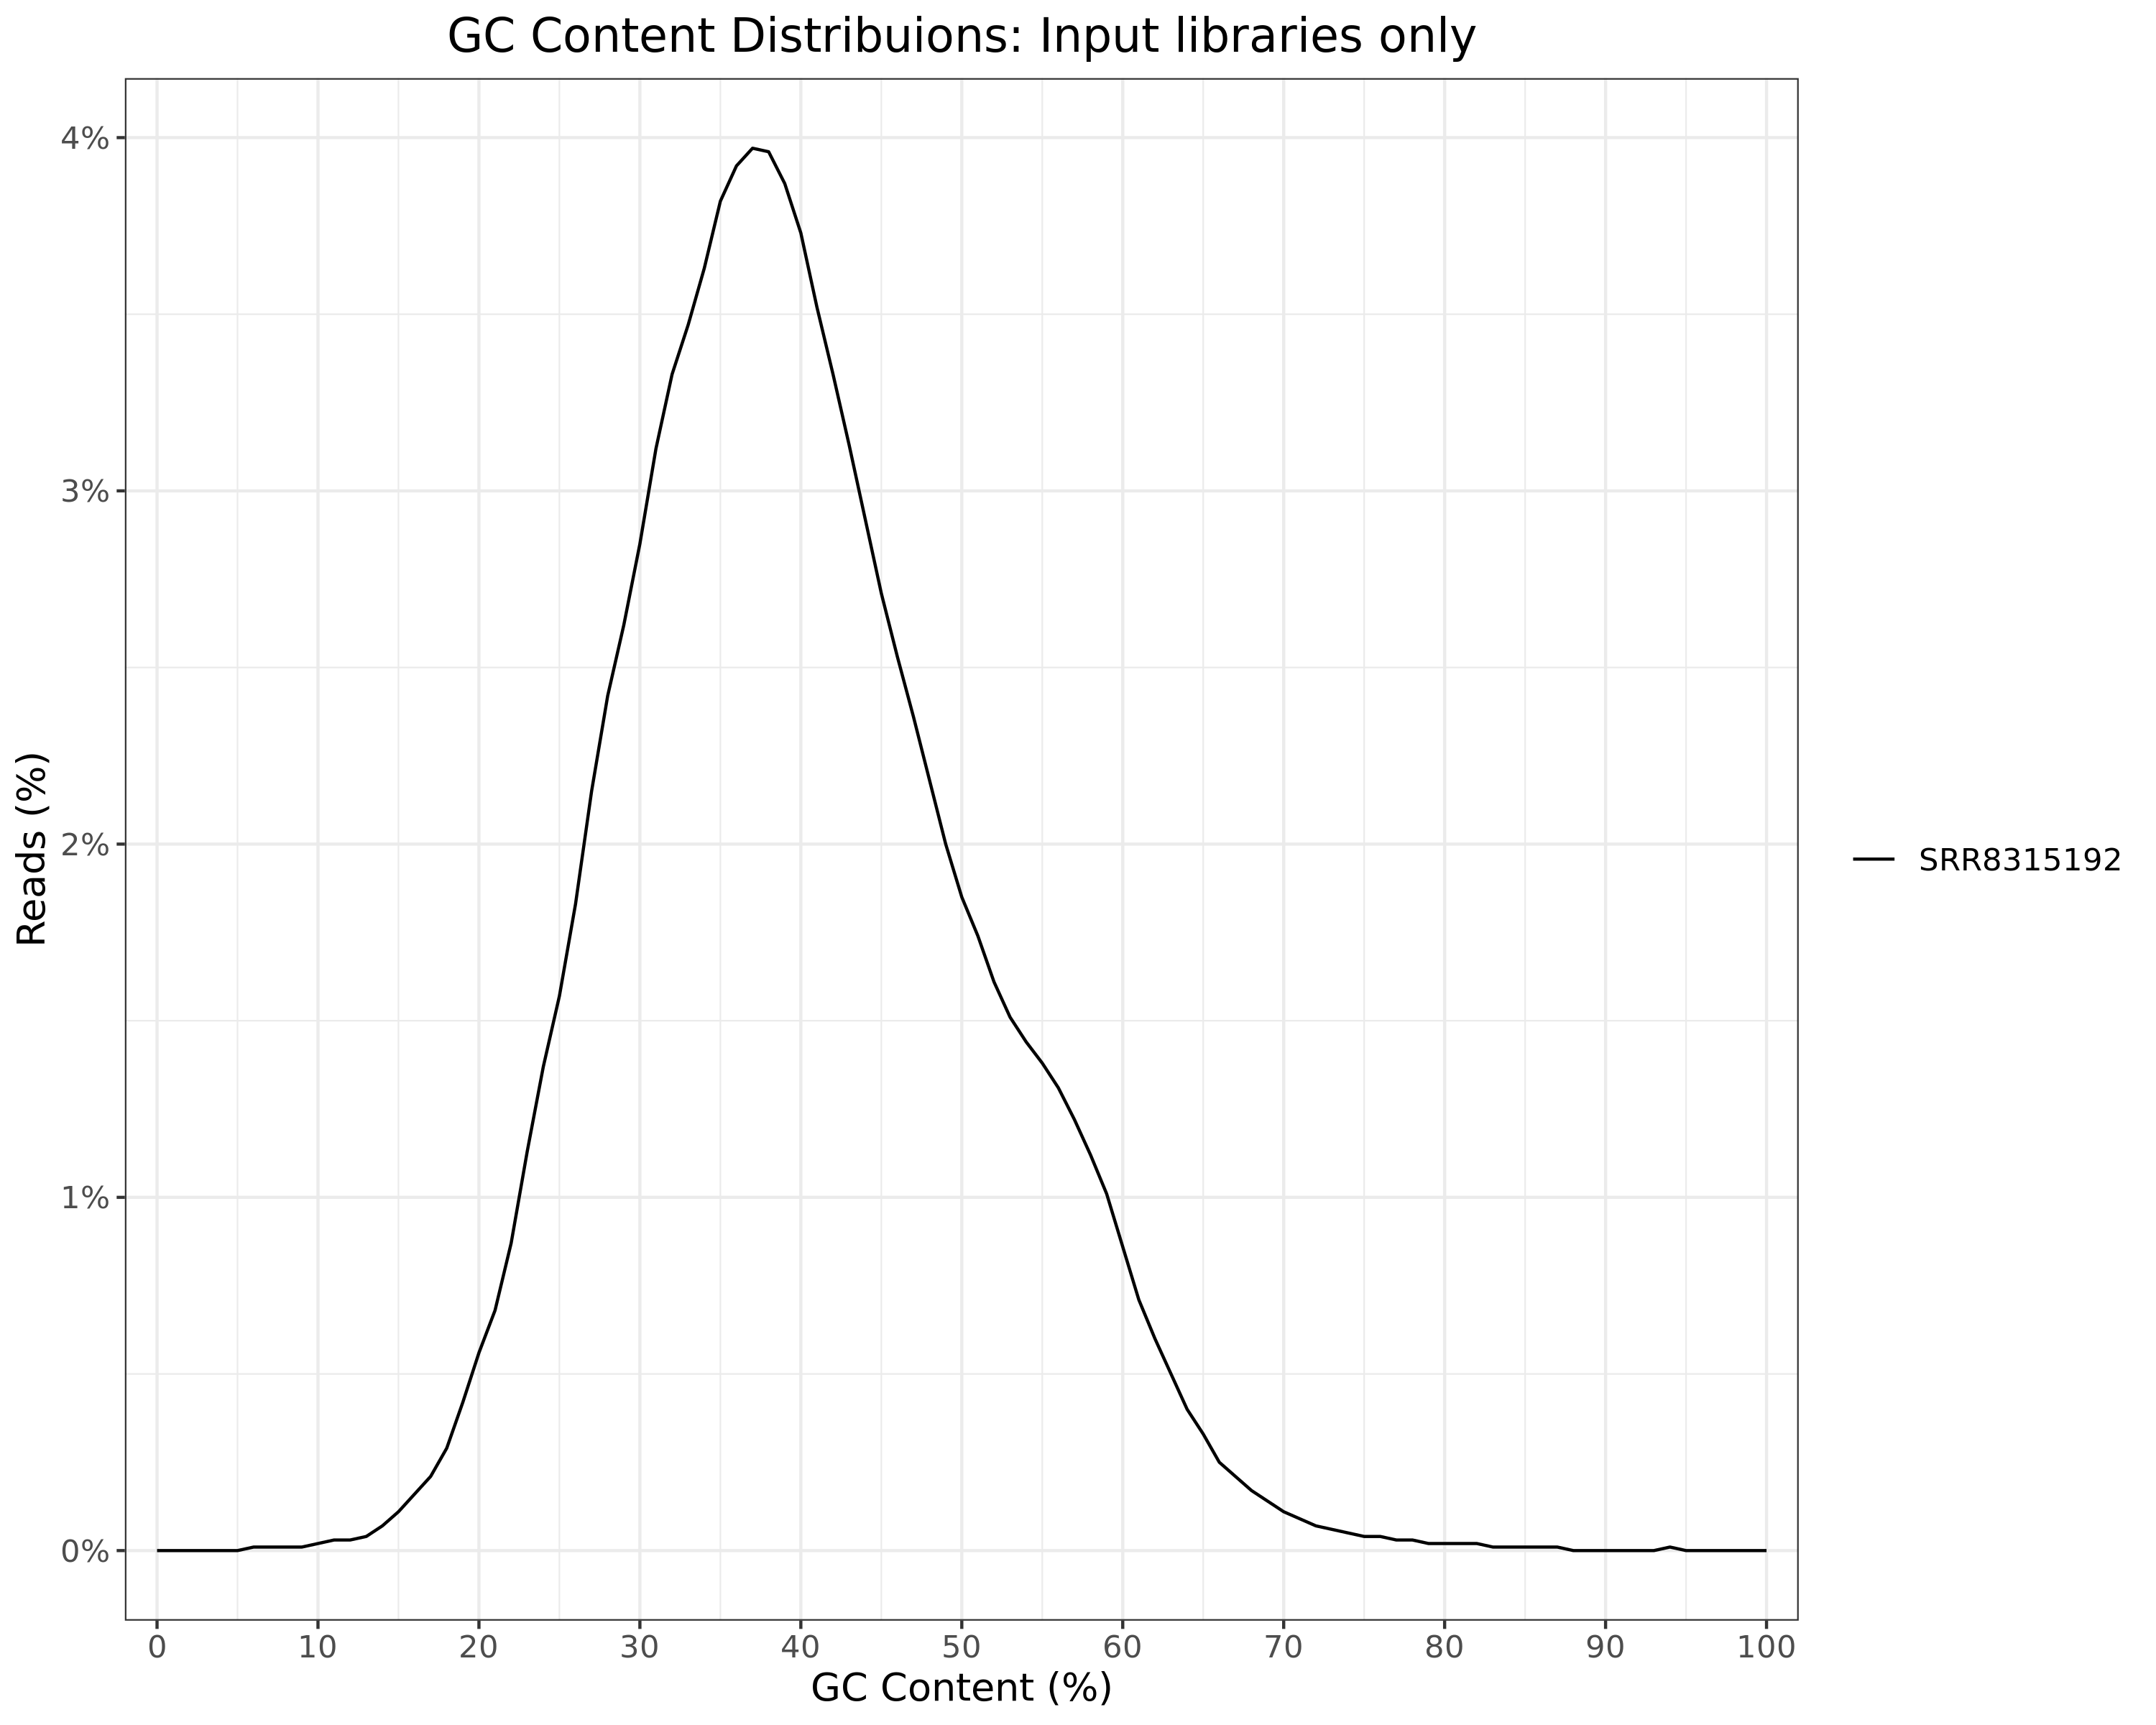 GC Content Distribuions: Input libraries only
4%
3%
2%
1%
0%
Reads (%)
0 10 20 30 40 50 60 70 80 90 100
GC Content (%)
SRR8315192